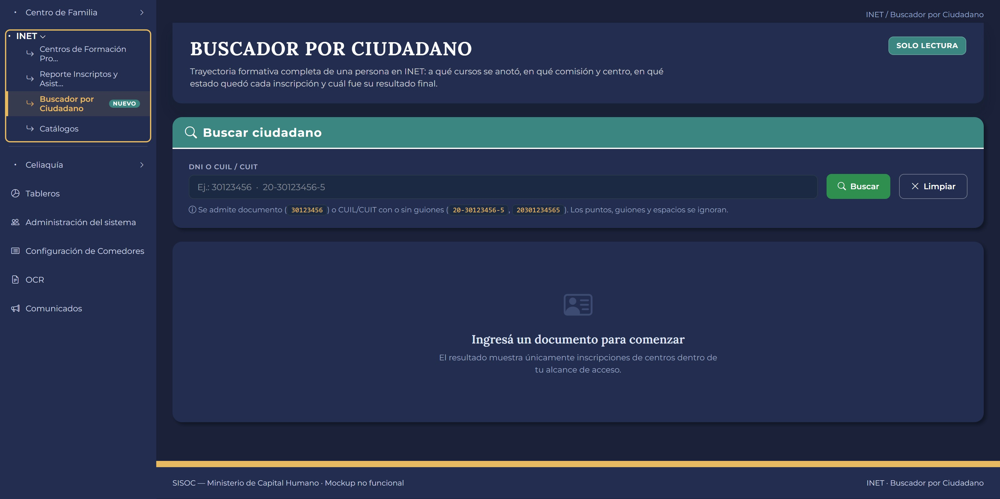 Centro de Familia
INET
Centros de Formación
Pro...
Reporte Inscriptos y
Asist...
Buscador por
Ciudadano
NUEVO
Catálogos
Celiaquía
Tableros
Administración del sistema
Configuración de Comedores
OCR
Comunicados
INET / Buscador por Ciudadano
BUSCADOR POR CIUDADANO
SOLO LECTURA
Trayectoria formativa completa de una persona en INET: a qué cursos se anotó, en qué comisión y centro, en qué
estado quedó cada inscripción y cuál fue su resultado final.
Buscar ciudadano
DNI O CUIL / CUIT
Ej.: 30123456 · 20-30123456-5
Buscar
Limpiar
Se admite documento ( 30123456 ) o CUIL/CUIT con o sin guiones ( 20-30123456-5 , 20301234565 ). Los puntos, guiones y espacios se ignoran.
Ingresá un documento para comenzar
El resultado muestra únicamente inscripciones de centros dentro de
tu alcance de acceso.
SISOC — Ministerio de Capital Humano · Mockup no funcional
INET · Buscador por Ciudadano